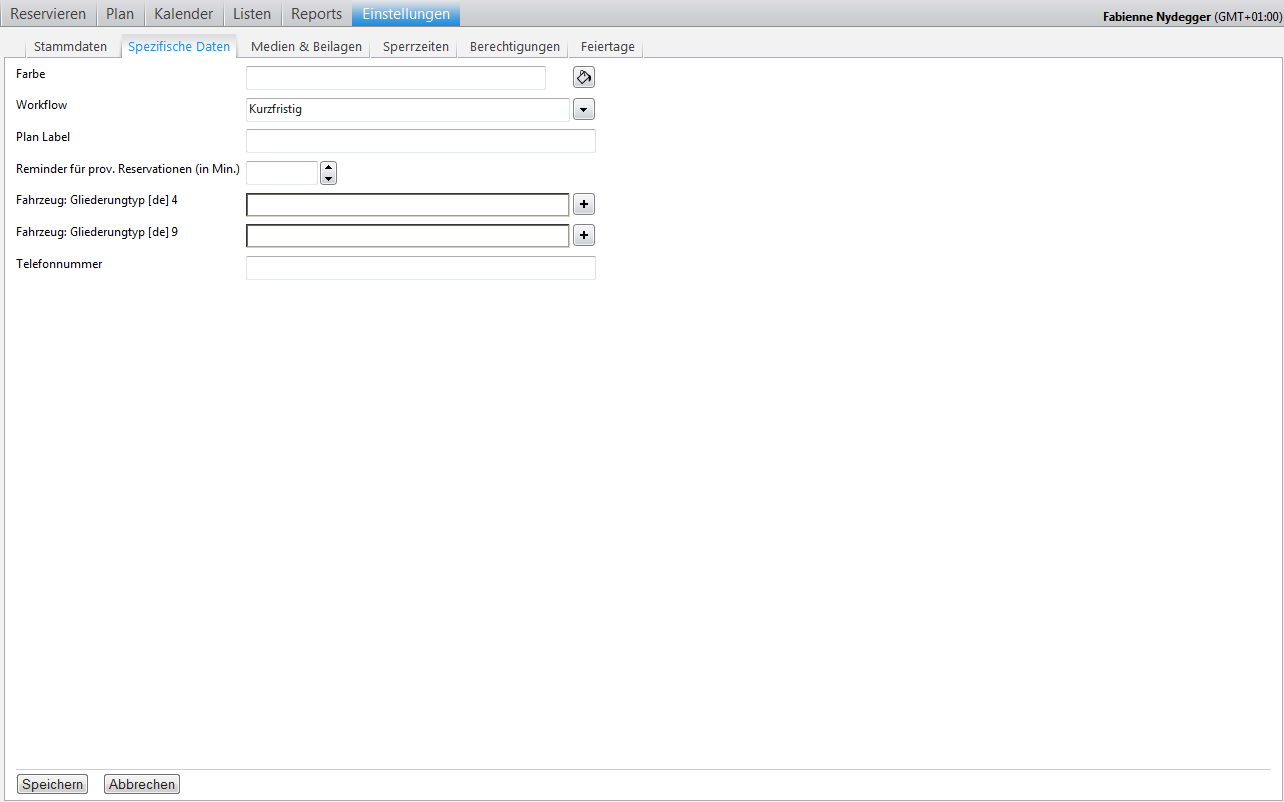 Reservieren Plan Kalender Listen Reports Einstellungen Fabienne Nydegger (GMT+01:00)
Stammdaten Spezifische Daten Medien & Beilagen Sperrzeiten Berechtigungen Feiertage
Farbe
Workflow Kurzfristig
Plan Label
Reminder für prov. Reservationen (in Min.)
Fahrzeug: Gliederungtyp [de] 4
Fahrzeug: Gliederungtyp [de] 9
Telefonnummer
Speichern Abbrechen